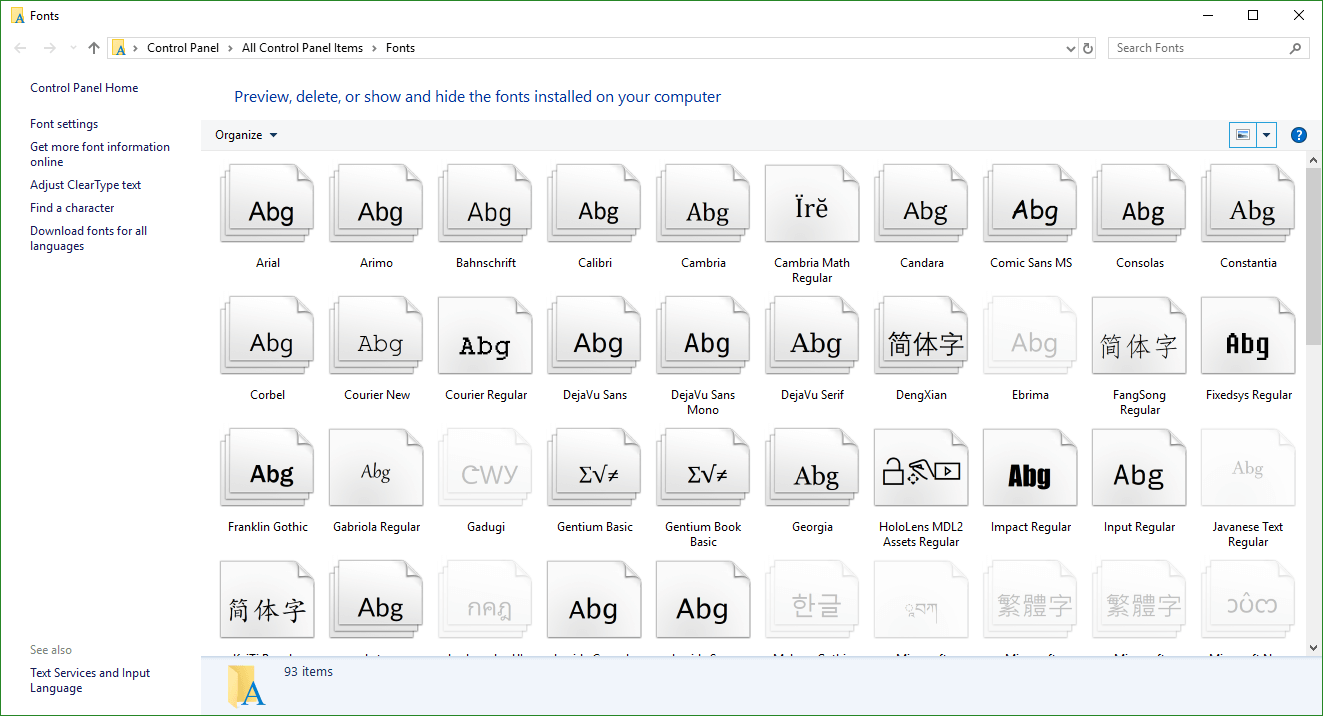 Fonts
Control Panel > All Control Panel Items > Fonts
Search Fonts
Control Panel Home
Font settings
Get more font information
online
Adjust ClearType text
Find a character
Download fonts for all
languages
See also
Text Services and Input
Language
Preview, delete, or show and hide the fonts installed on your computer
Organize
Abg Abg Abg Abg Abg Ïrĕ Abg Abg Abg Abg
Arial Arimo Bahnschrift Calibri Cambria Cambria Math Candara Comic Sans MS Consolas Constantia
Regular
Abg Abg Abg Abg Abg Abg 简体字 Abg 简体字 Abg
Corbel Courier New Courier Regular DejaVu Sans DejaVu Sans DejaVu Serif DengXian Ebrima FangSong Fixedsys Regular
Mono Regular
Abg Abg ᏣᎳᎩ Σ√≠ Σ√≠ Abg Abg Abg Abg
Franklin Gothic Gabriola Regular Gadugi Gentium Basic Gentium Book Georgia HoloLens MDL2 Impact Regular Input Regular Javanese Text
Basic Assets Regular Regular
简体字 Abg กคฎ Abg Abg 한글 繁體字 繁體字
93 items